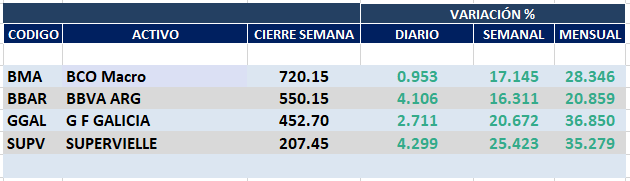 VARIACIÓN %
CODIGO ACTIVO CIERRE SEMANA DIARIO SEMANAL MENSUAL
BMA BCO Macro 720.15 0.953 17.145 28.346
BBAR BBVA ARG 550.15 4.106 16.311 20.859
GGAL G F GALICIA 452.70 2.711 20.672 36.850
SUPV SUPERVIELLE 207.45 4.299 25.423 35.279